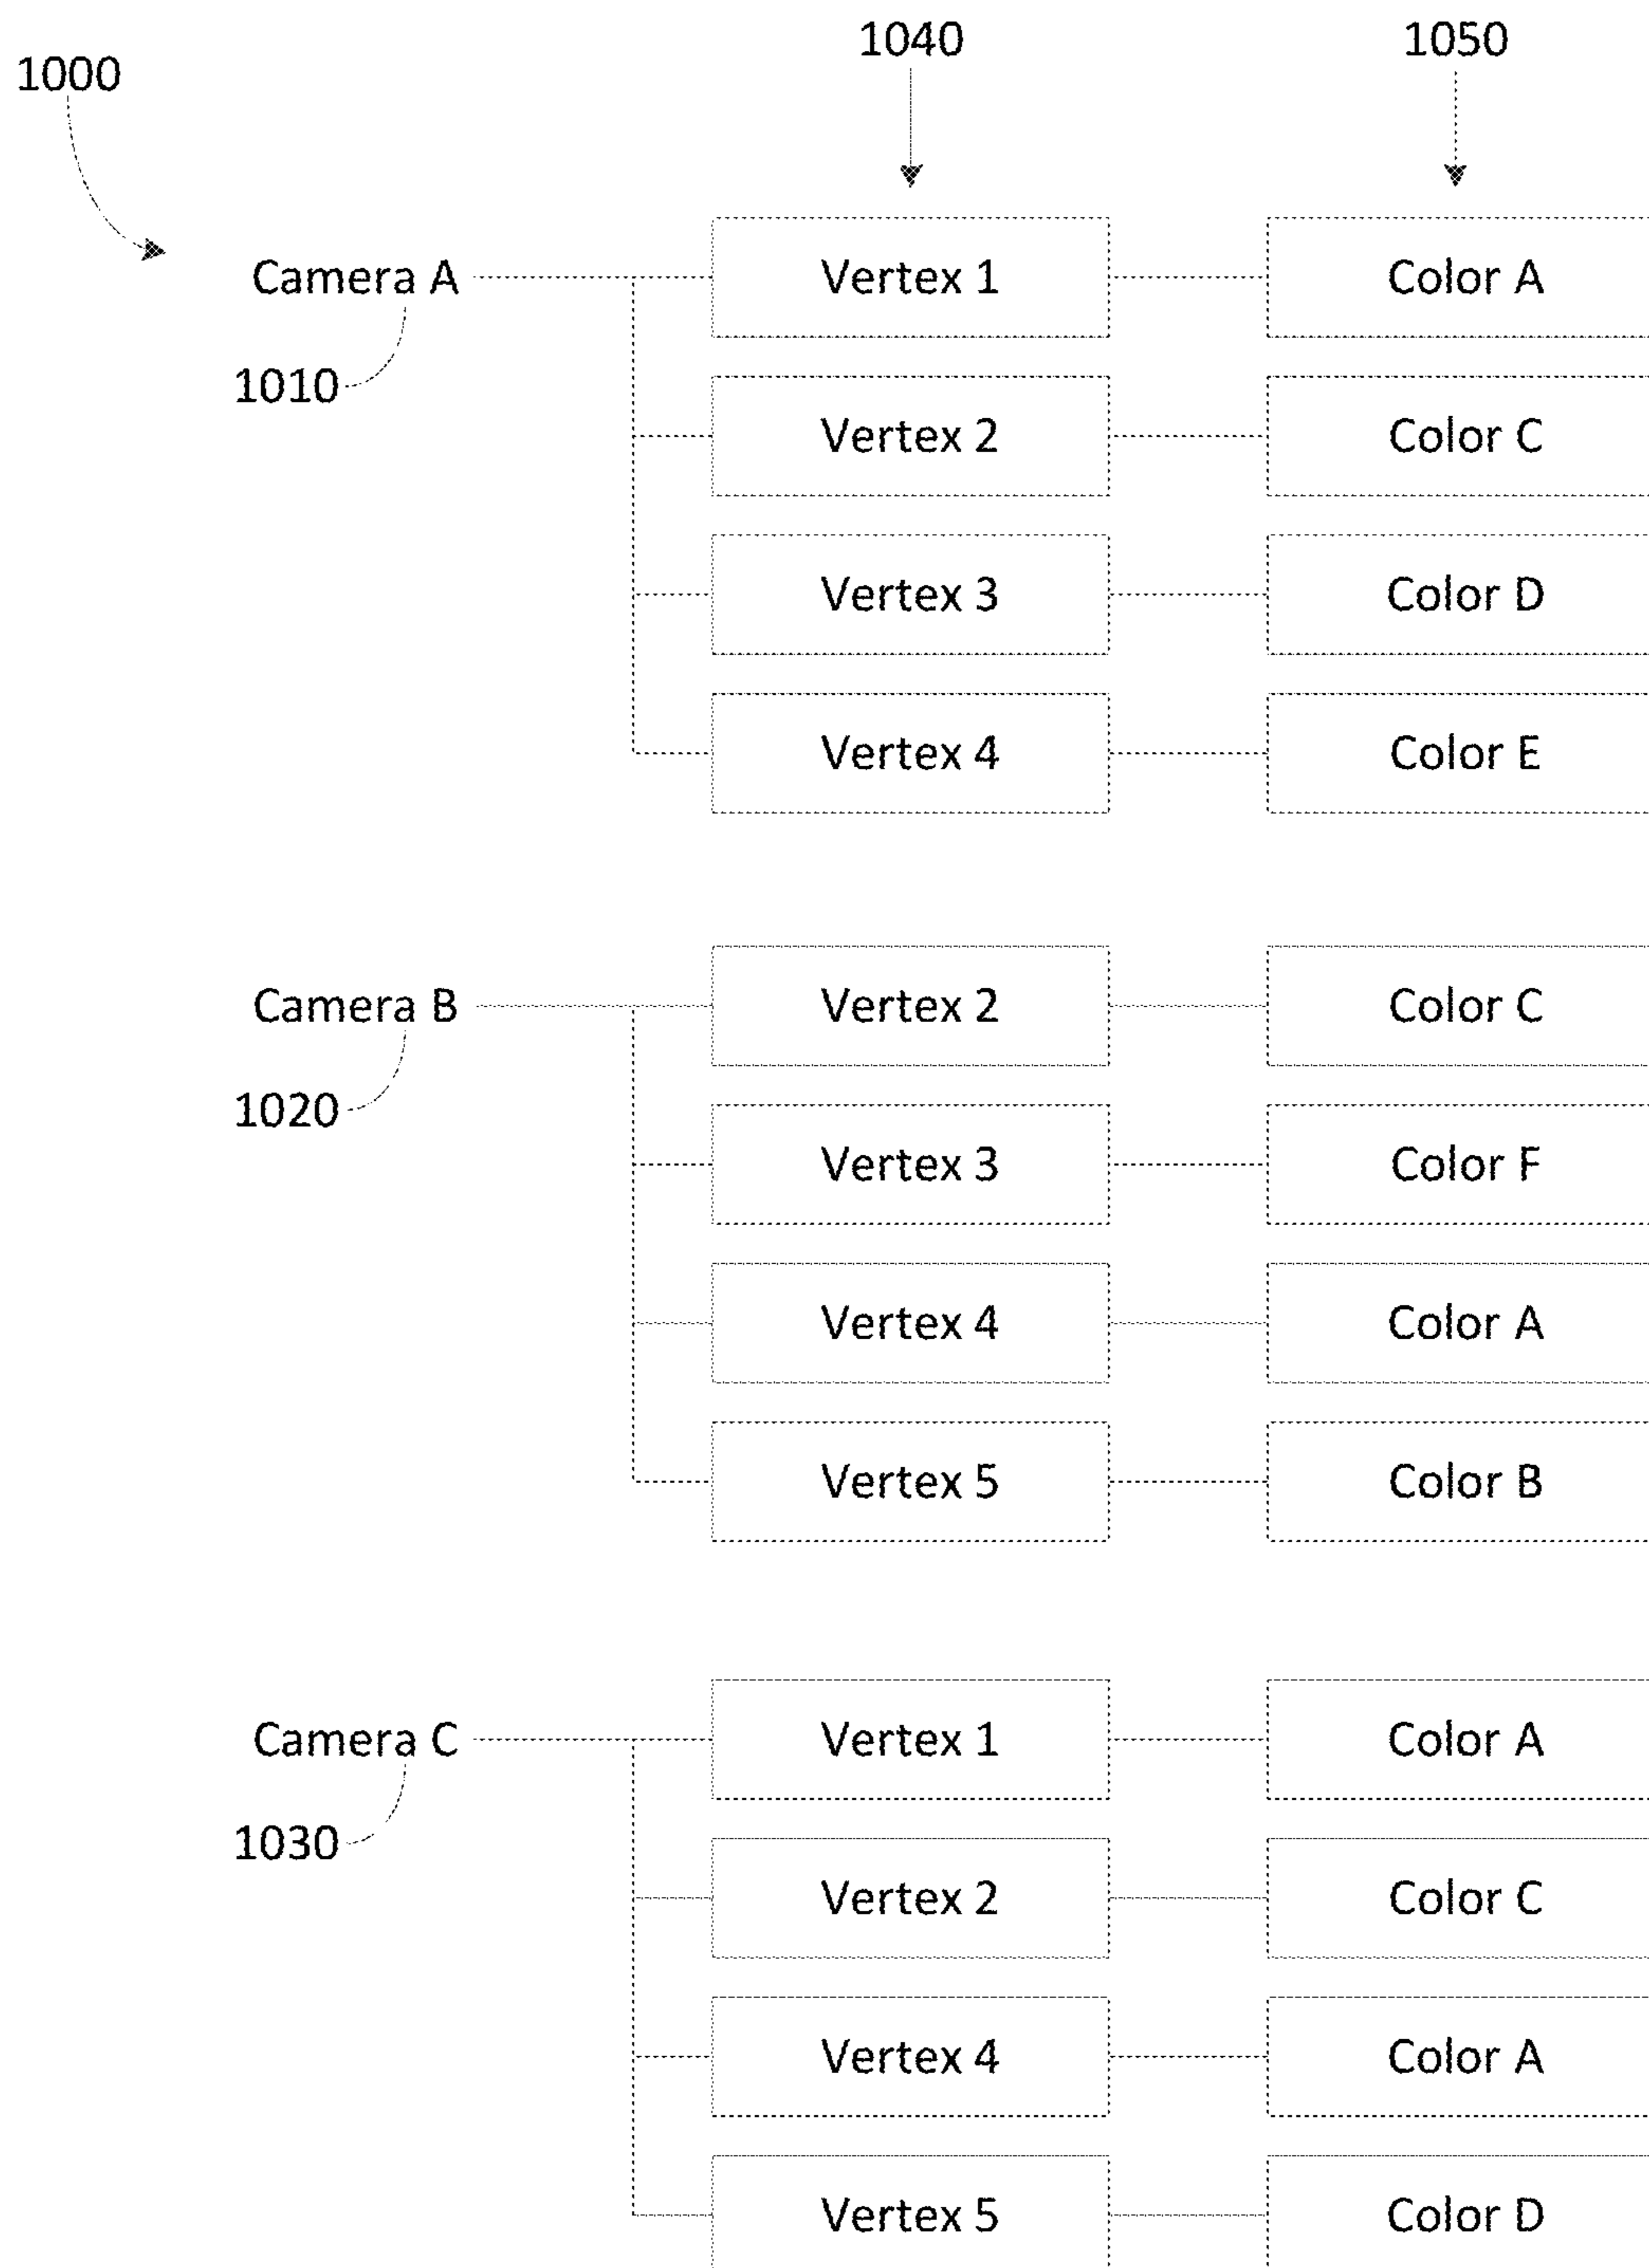 1040 1050
1000
Camera A Vertex 1 Color A
1010
Vertex 2 Color C
Vertex 3 Color D
Vertex 4 Color E
Camera B Vertex 2 Color C
1020
Vertex 3 Color F
Vertex 4 Color A
Vertex 5 Color B
Camera C Vertex 1 Color A
1030
Vertex 2 Color C
Vertex 4 Color A
Vertex 5 Color D